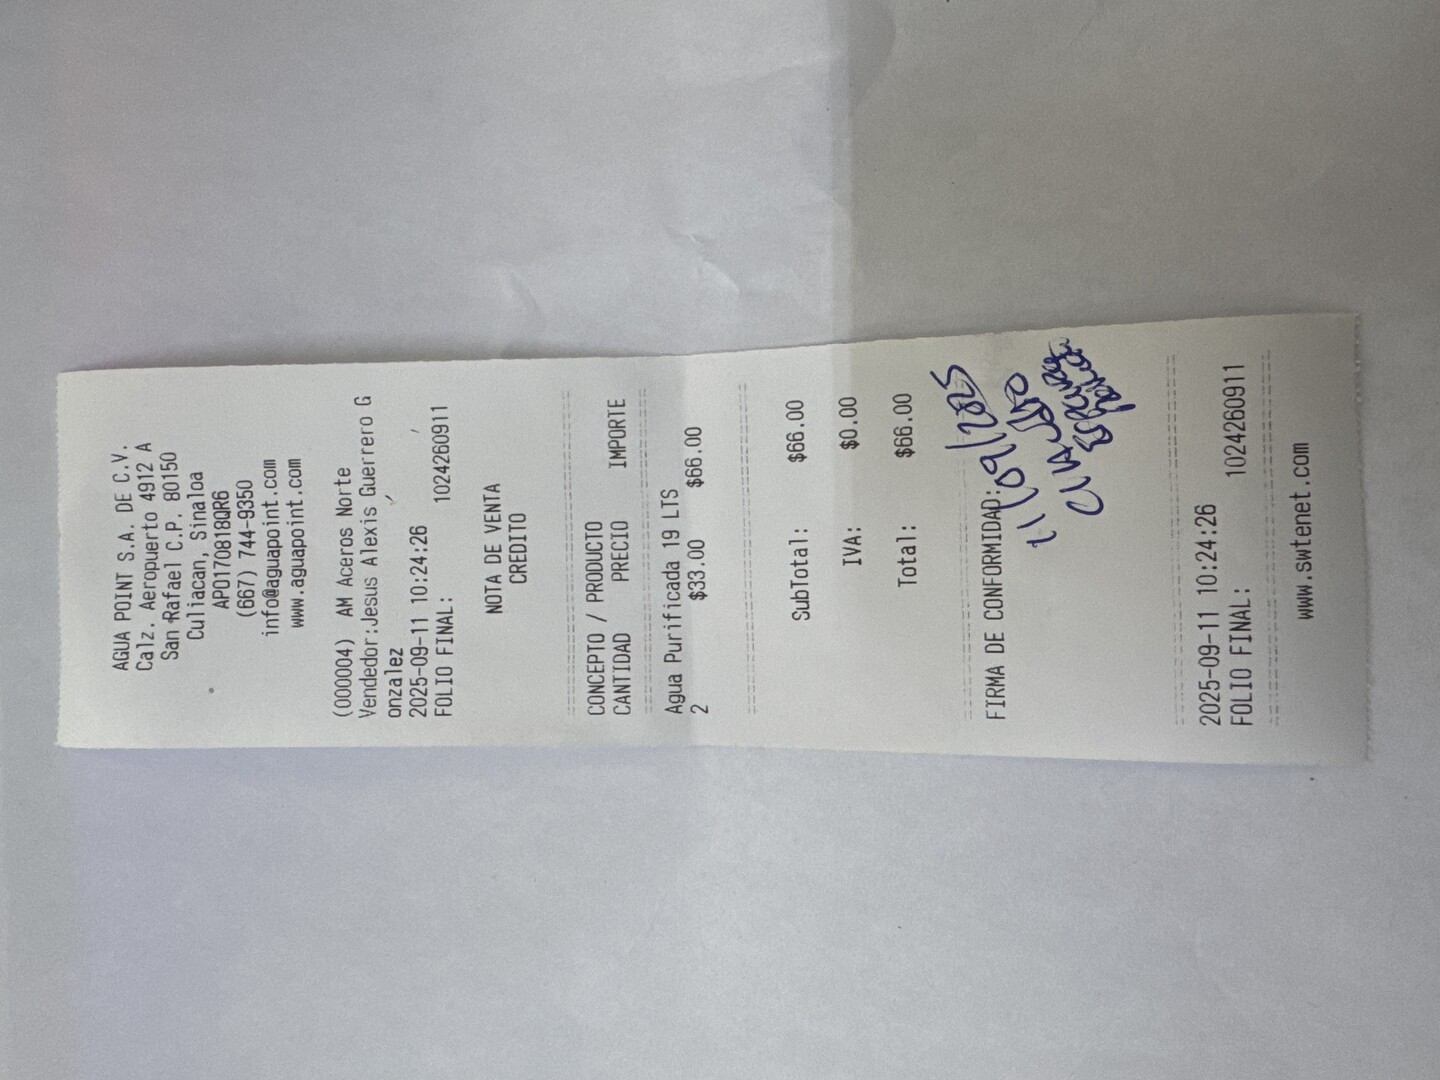 AGUA POINT S.A. DE C.V.
Calz. Aeropuerto 4912 A
San Rafael C.P. 80150
Culiacan, Sinaloa
APO170818QR6
(667) 744-9350
info@aguapoint.com
www.aguapoint.com
(000004) AM Aceros Norte
Vendedor:Jesus Alexis Guerrero G
onzalez
2025-09-11 10:24:26
FOLIO FINAL: 1024260911
NOTA DE VENTA
CREDITO
CONCEPTO / PRODUCTO
CANTIDAD PRECIO IMPORTE
Agua Purificada 19 LTS
2 $33.00 $66.00
SubTotal: $66.00
IVA: $0.00
Total: $66.00
FIRMA DE CONFORMIDAD:
11/09/2025
2025-09-11 10:24:26
FOLIO FINAL: 1024260911
www.swtenet.com